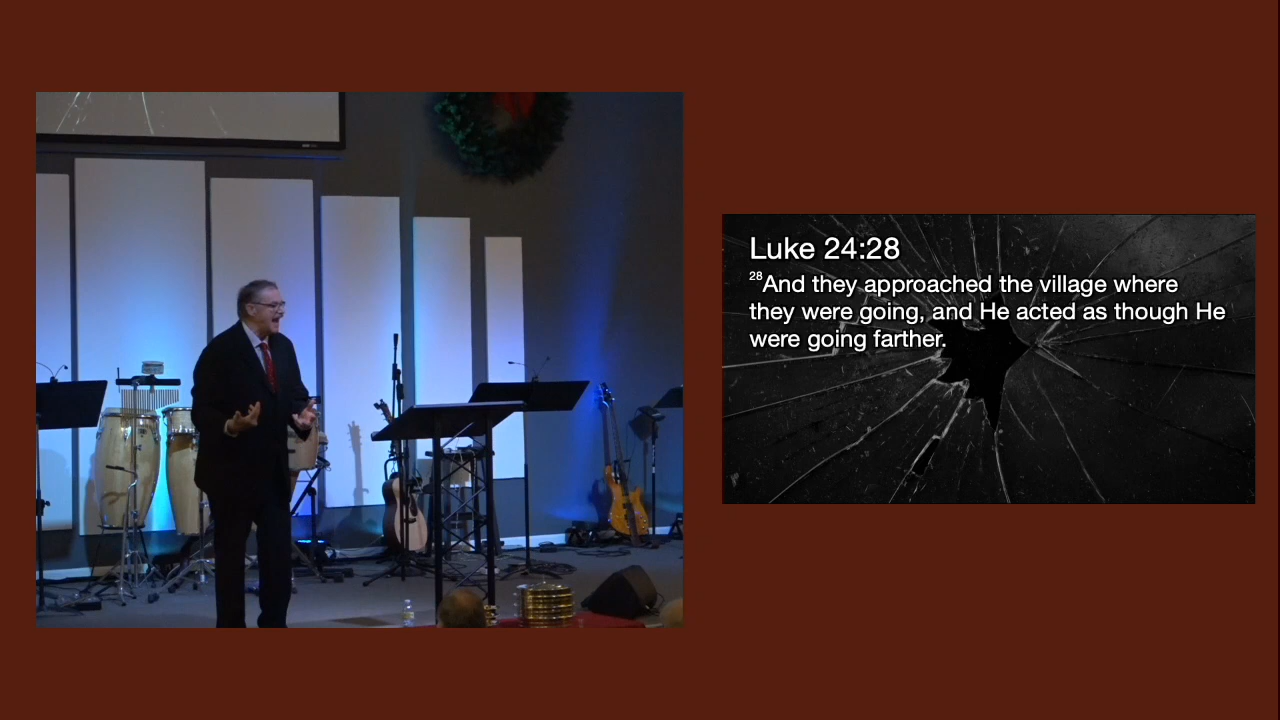 Luke 24:28
28And they approached the village where
they were going, and He acted as though He
were going farther.